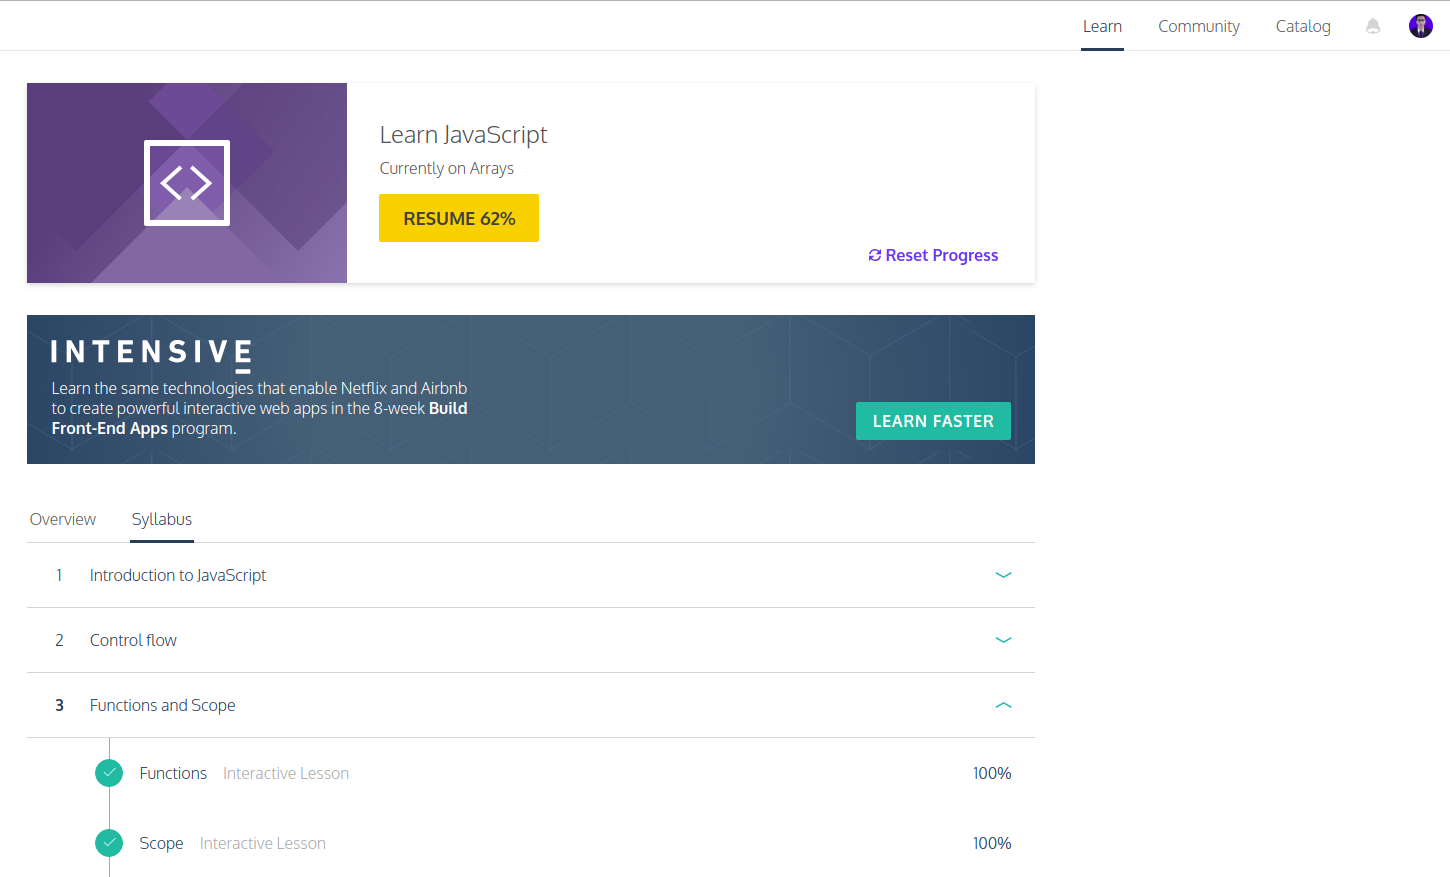 Learn Community Catalog
Learn JavaScript
Currently on Arrays
RESUME 62%
Reset Progress
INTENSIVE
Learn the same technologies that enable Netflix and Airbnb
to create powerful interactive web apps in the 8-week Build
Front-End Apps program.
LEARN FASTER
Overview Syllabus
1 Introduction to JavaScript
2 Control flow
3 Functions and Scope
Functions Interactive Lesson 100%
Scope Interactive Lesson 100%